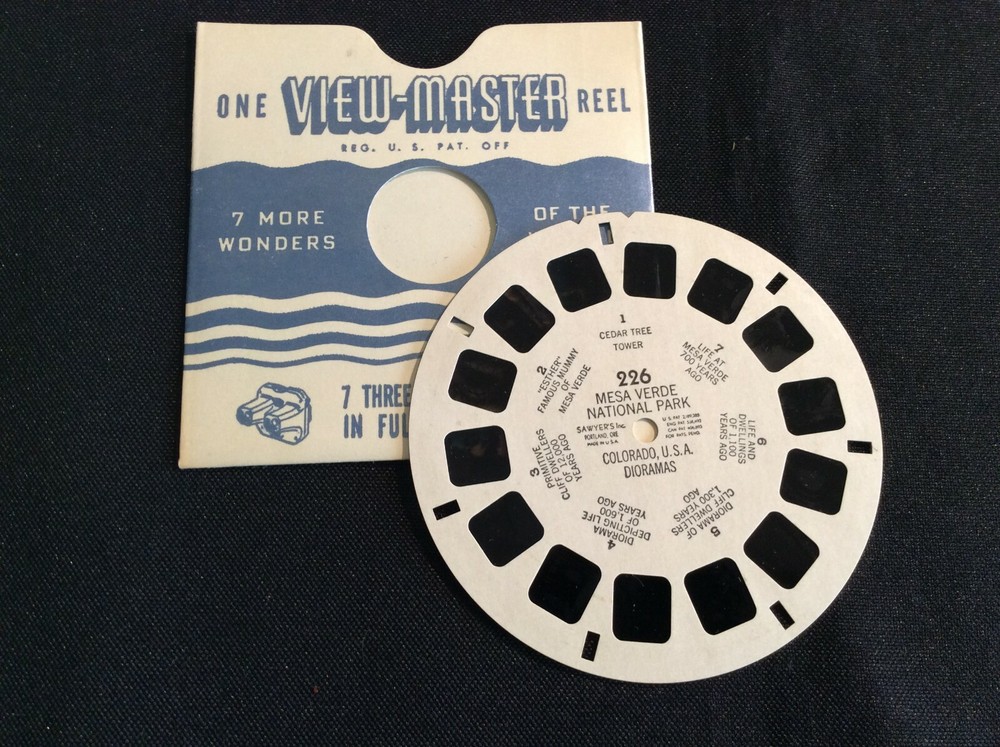 ONE VIEW-MASTER REEL
REG. U. S. PAT. OFF
7 MORE
WONDERS
OF THE
7 THREE
IN FUL
1
CEDAR TREE
TOWER
2
"ESTHER"
FAMOUS MUMMY
OF
MESA VERDE
3
PRIMITIVE
CLIFF DWELLERS
OF 12,000
YEARS AGO
4
DIORAMA
DEPICTING LIFE
OF 1,600
YEARS AGO
5
DIORAMA OF
CLIFF DWELLERS
1,300 YEARS
AGO
6
LIFE AND
DWELLINGS
OF 1,100
YEARS AGO
7
LIFE AT
MESA VERDE
700 YEARS
AGO
226
MESA VERDE
NATIONAL PARK
SAWYER'S Inc.
PORTLAND, ORE.
MADE IN U.S.A.
COLORADO, U.S.A.
DIORAMAS